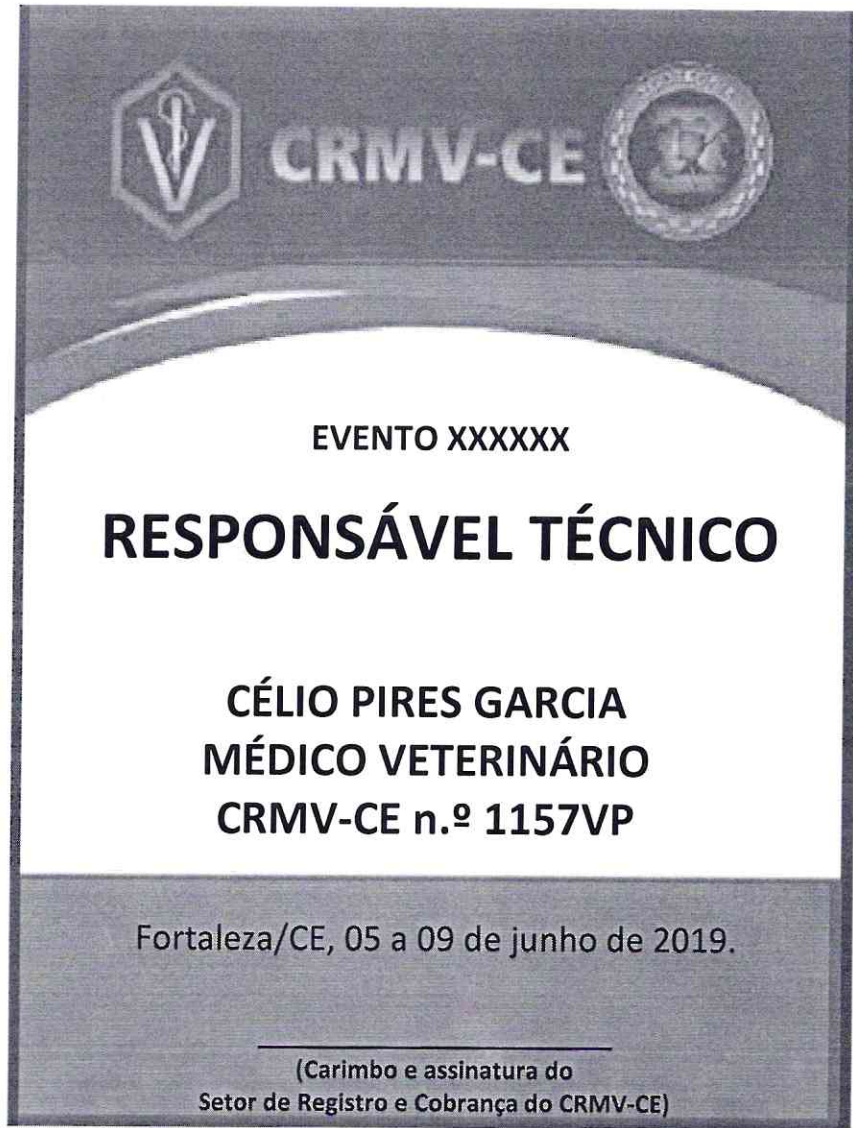 CRMV-CE
EVENTO XXXXXX
RESPONSÁVEL TÉCNICO
CÉLIO PIRES GARCIA
MÉDICO VETERINÁRIO
CRMV-CE n.º 1157VP
Fortaleza/CE, 05 a 09 de junho de 2019.
(Carimbo e assinatura do
Setor de Registro e Cobrança do CRMV-CE)